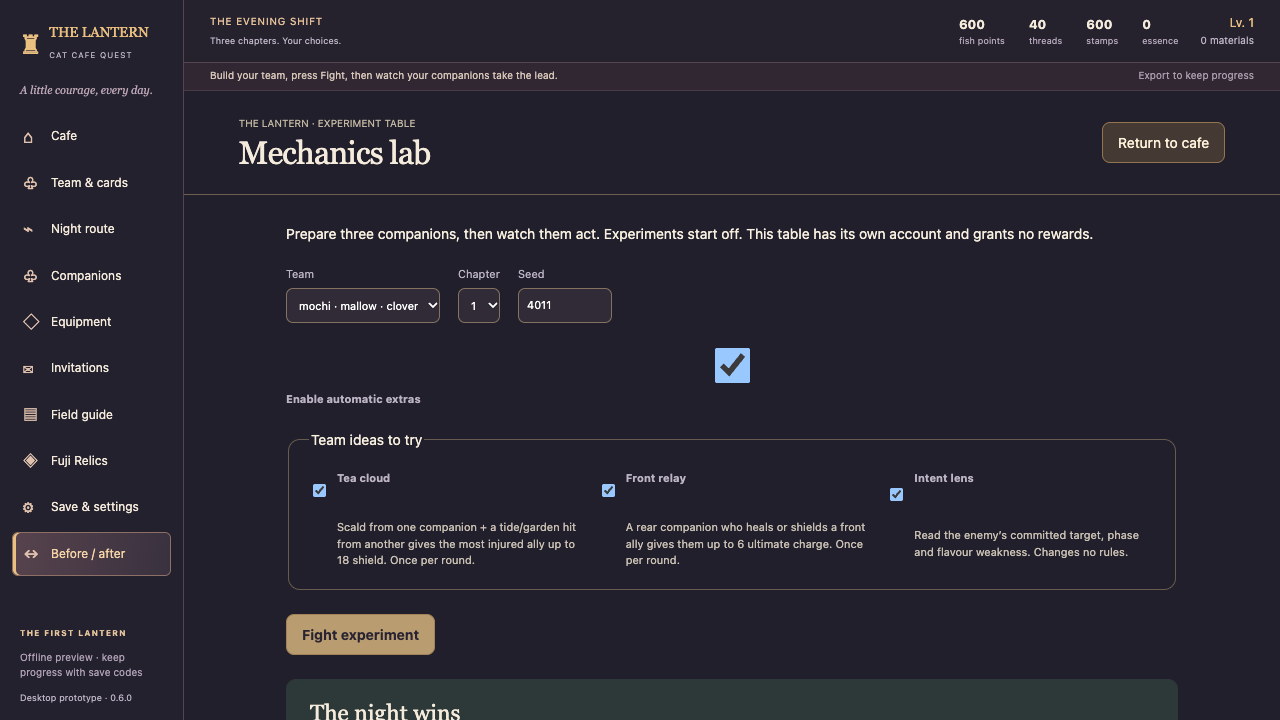 THE LANTERN
CAT CAFE QUEST
A little courage, every day.
Cafe
Team & cards
Night route
Companions
Equipment
Invitations
Field guide
Fuji Relics
Save & settings
Before / after
THE FIRST LANTERN
Offline preview · keep
progress with save codes
Desktop prototype · 0.6.0
THE EVENING SHIFT
Three chapters. Your choices.
600 fish points
40 threads
600 stamps
0 essence
Lv. 1
0 materials
Build your team, press Fight, then watch your companions take the lead.
Export to keep progress
THE LANTERN · EXPERIMENT TABLE
Mechanics lab
Return to cafe
Prepare three companions, then watch them act. Experiments start off. This table has its own account and grants no rewards.
Team
Chapter
Seed
mochi · mallow · clover
1
4011
Enable automatic extras
Team ideas to try
Tea cloud
Scald from one companion + a tide/garden hit
from another gives the most injured ally up to
18 shield. Once per round.
Front relay
A rear companion who heals or shields a front
ally gives them up to 6 ultimate charge. Once
per round.
Intent lens
Read the enemy's committed target, phase
and flavour weakness. Changes no rules.
Fight experiment
The night wins